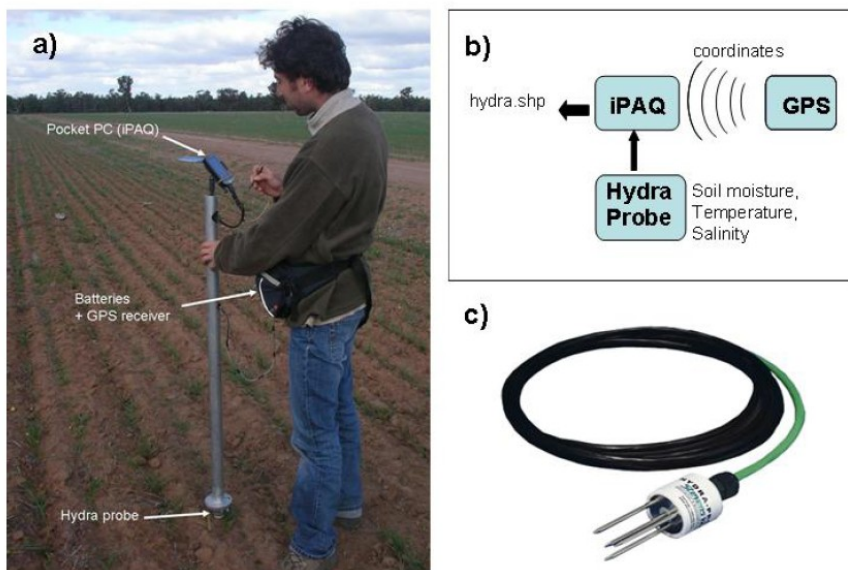 a)
Pocket PC (iPAQ)
Batteries
+ GPS receiver
Hydra probe
b)
coordinates
hydra.shp
iPAQ
GPS
Hydra
Probe
Soil moisture,
Temperature,
Salinity
c)